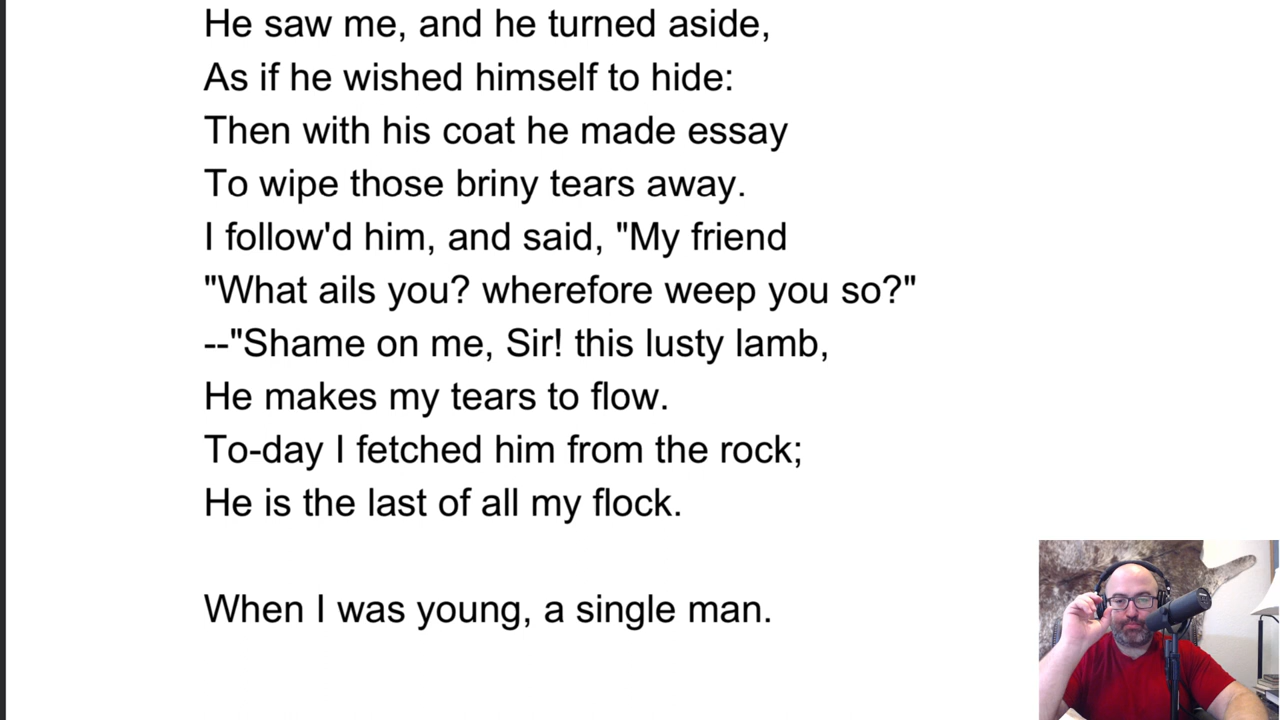 He saw me, and he turned aside,
As if he wished himself to hide:
Then with his coat he made essay
To wipe those briny tears away.
I follow'd him, and said, "My friend
"What ails you? wherefore weep you so?"
--"Shame on me, Sir! this lusty lamb,
He makes my tears to flow.
To-day I fetched him from the rock;
He is the last of all my flock.
When I was young, a single man.